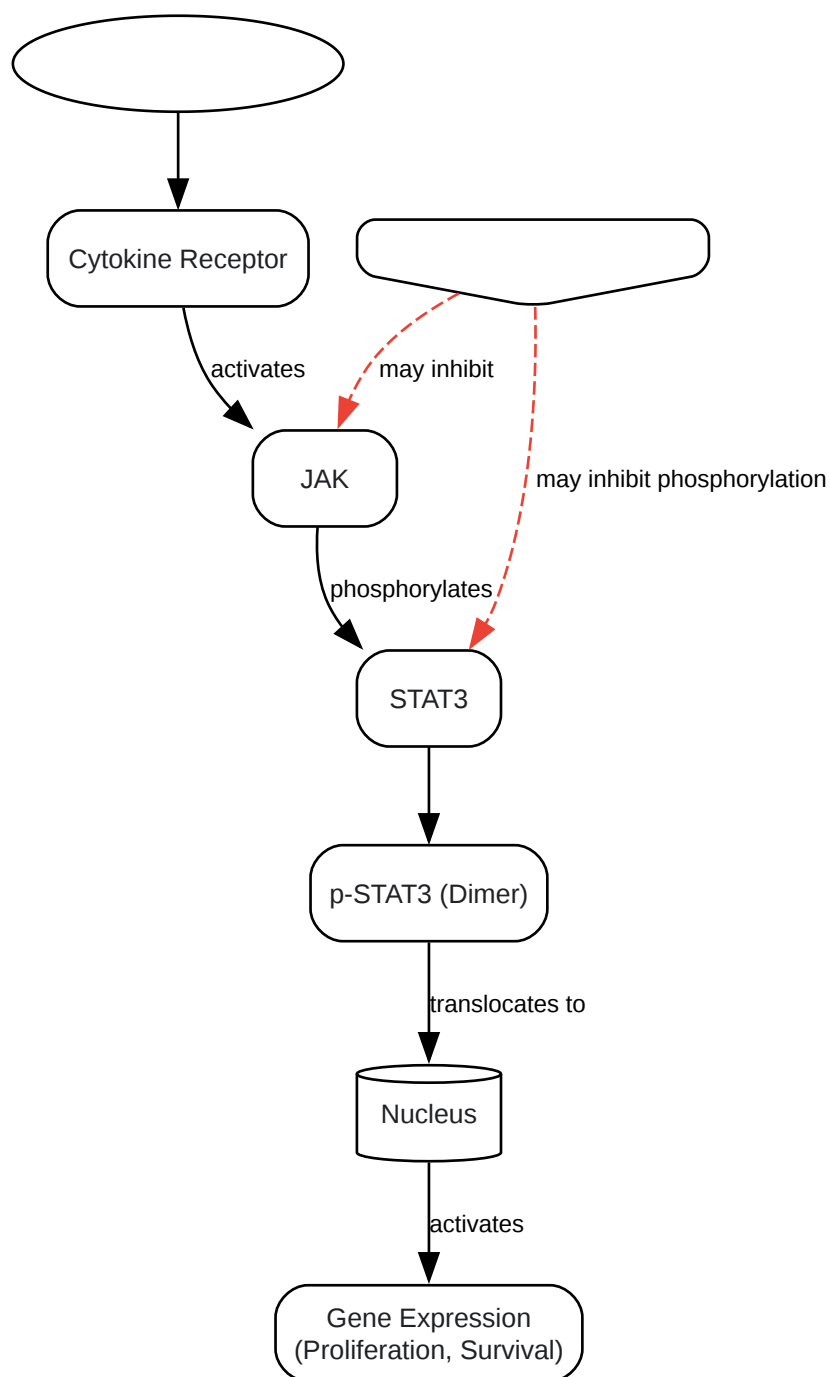 Cytokine Receptor
activates
may inhibit
JAK
may inhibit phosphorylation
phosphorylates
STAT3
p-STAT3 (Dimer)
translocates to
Nucleus
activates
Gene Expression
(Proliferation, Survival)